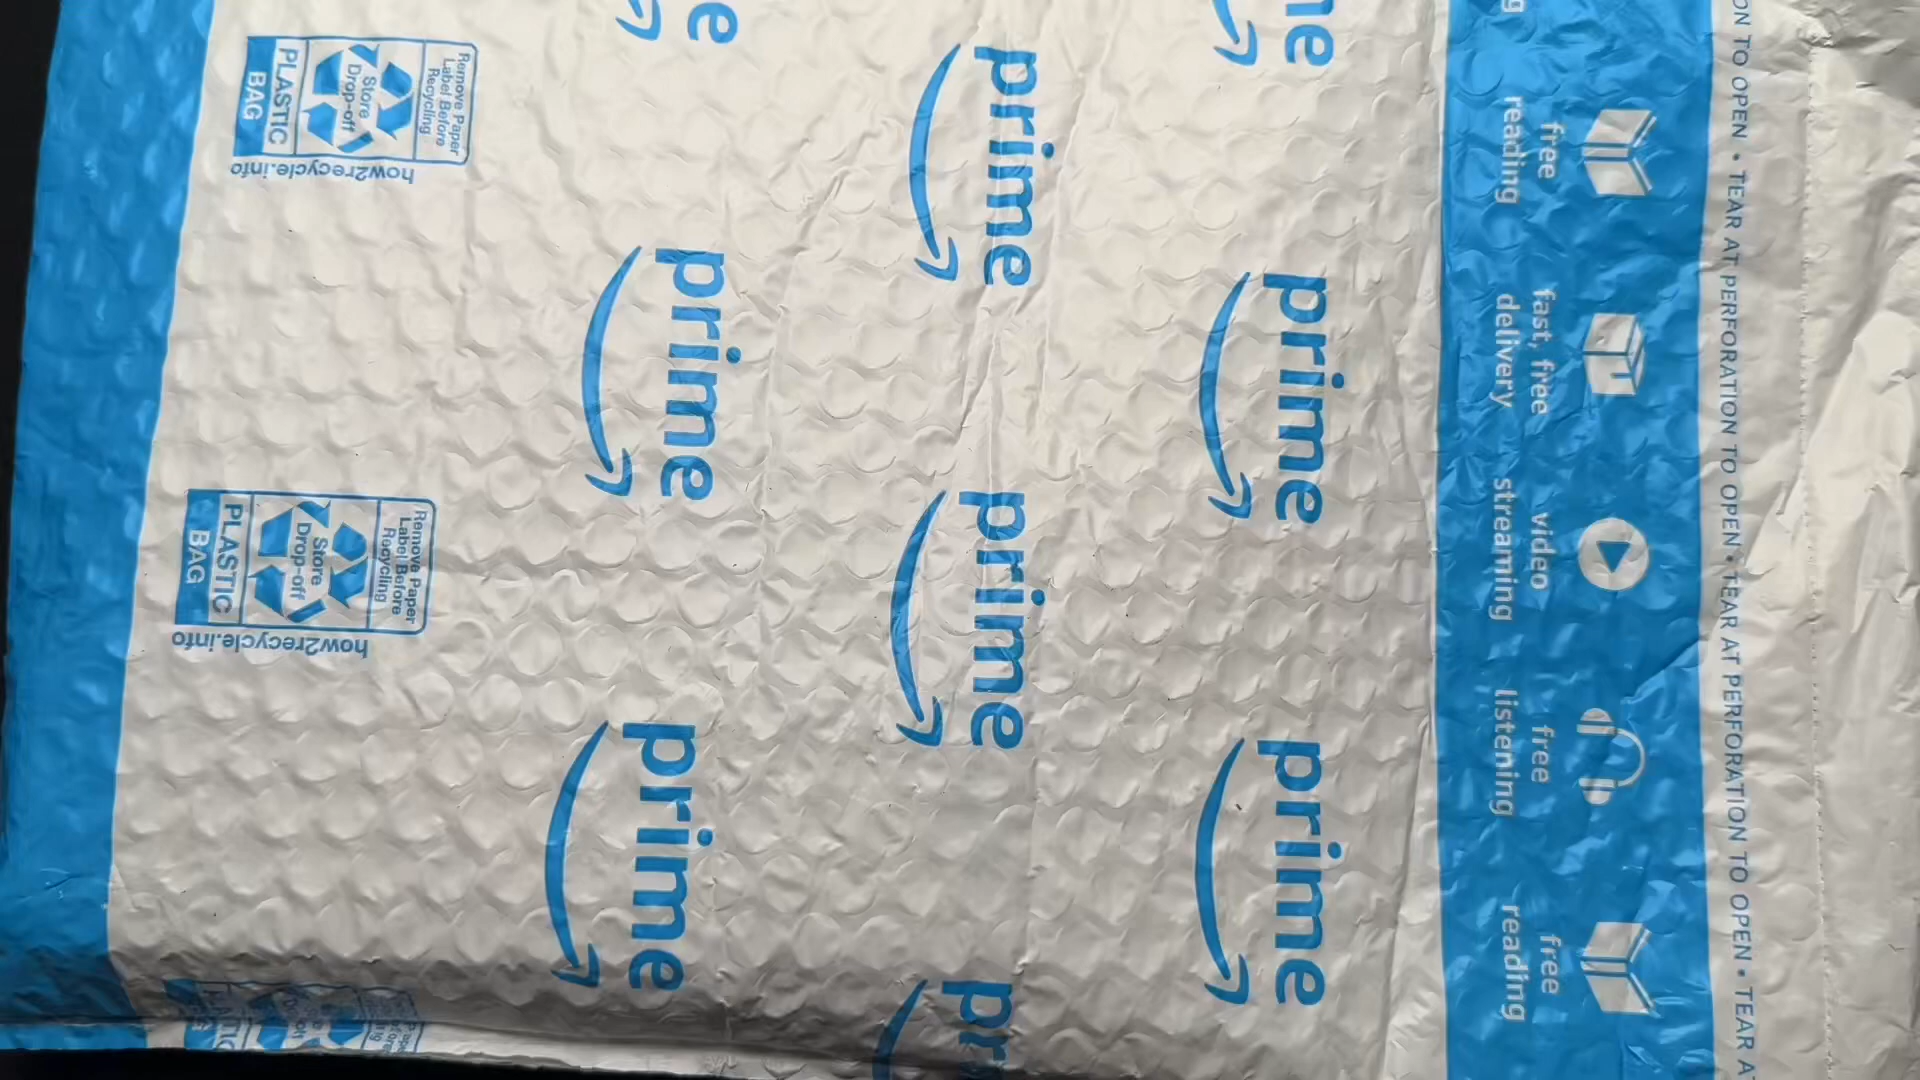 ON TO OPEN • TEAR AT PERFORATION TO OPEN • TEAR AT PERFORATION TO OPEN • TEAR
free
reading
fast, free
delivery
video
streaming
free
listening
free
reading
prime
prime
prime
prime
prime
prime
Remove Paper
Label Before
Recycling
Store
Drop-off
PLASTIC
BAG
how2recycle.info
Remove Paper
Label Before
Recycling
Store
Drop-off
PLASTIC
BAG
how2recycle.info